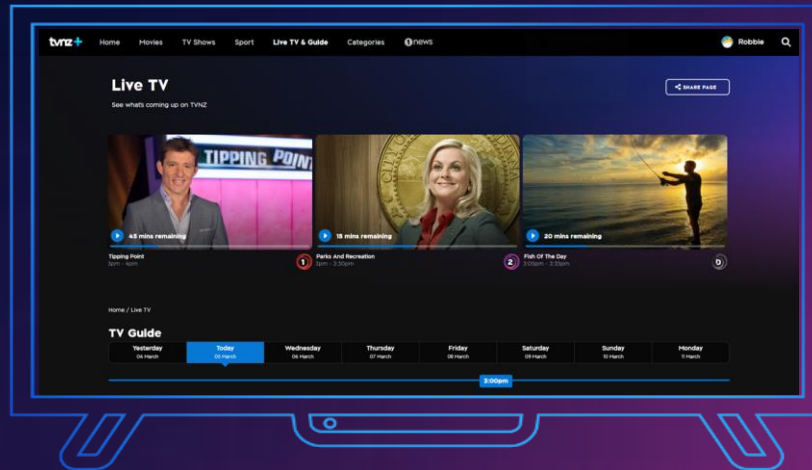 tvnz+
Home
Movies
TV Shows
Sport
Live TV & Guide
Categories
1news
Robbie
Live TV
See whats coming up on TVNZ
SHARE PAGE
TIPPING POINT
45 mins remaining
15 mins remaining
20 mins remaining
Tipping Point
3pm - 4pm
1
Parks And Recreation
3pm - 3:30pm
2
Fish Of The Day
3:05pm - 3:35pm
D
Home / Live TV
TV Guide
Yesterday
04 March
Today
05 March
Wednesday
06 March
Thursday
07 March
Friday
08 March
Saturday
09 March
Sunday
10 March
Monday
11 March
3:00pm